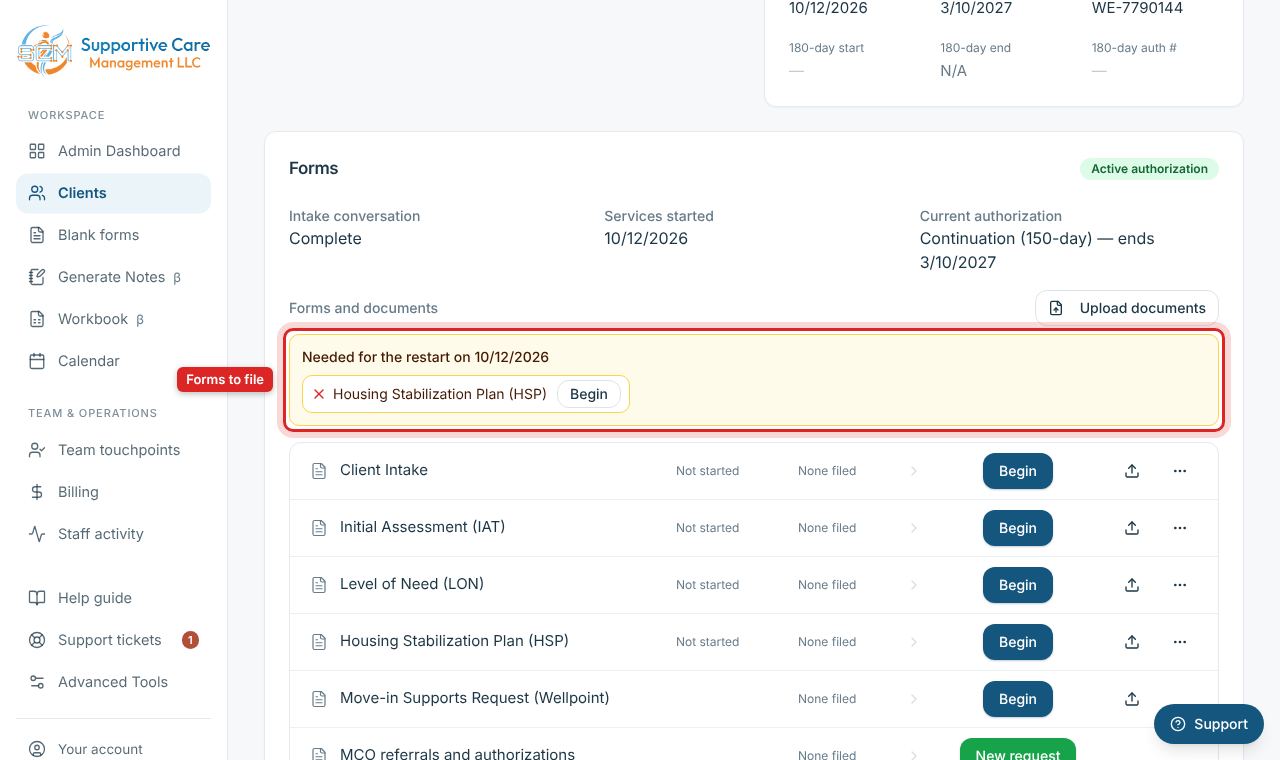 SCM Supportive Care
Management LLC
WORKSPACE
Admin Dashboard
Clients
Blank forms
Generate Notes β
Workbook β
Calendar
TEAM & OPERATIONS
Team touchpoints
Billing
Staff activity
Help guide
Support tickets 1
Advanced Tools
Your account
10/12/2026 3/10/2027 WE-7790144
180-day start 180-day end 180-day auth #
— N/A —
Forms Active authorization
Intake conversation Services started Current authorization
Complete 10/12/2026 Continuation (150-day) — ends
3/10/2027
Forms and documents Upload documents
Forms to file
Needed for the restart on 10/12/2026
Housing Stabilization Plan (HSP) Begin
Client Intake Not started None filed Begin
Initial Assessment (IAT) Not started None filed Begin
Level of Need (LON) Not started None filed Begin
Housing Stabilization Plan (HSP) Not started None filed Begin
Move-in Supports Request (Wellpoint) None filed Begin
MCO referrals and authorizations None filed New request
Support